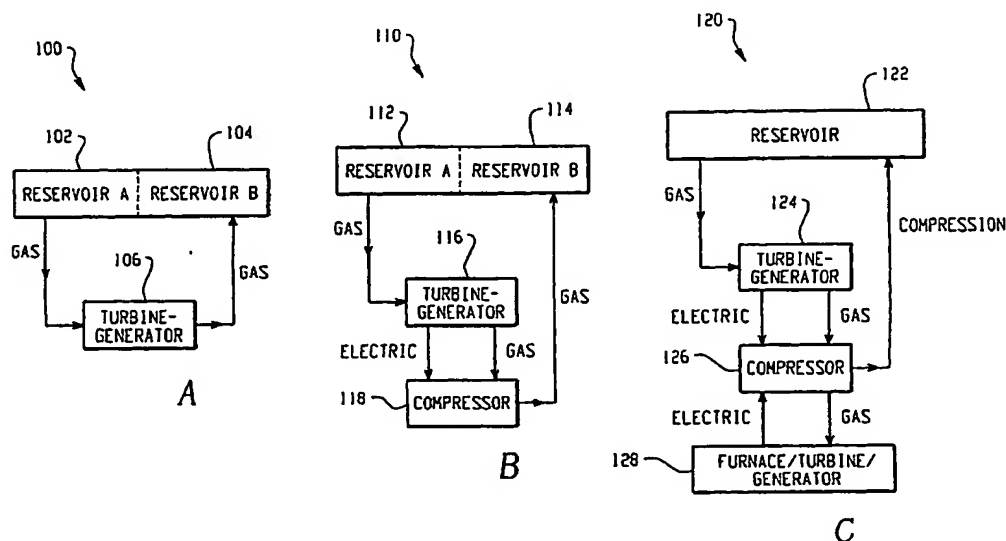 100
102
104
RESERVOIR A
RESERVOIR B
GAS
106
GAS
TURBINE-
GENERATOR
A
110
112
114
RESERVOIR A
RESERVOIR B
GAS
116
TURBINE-
GENERATOR
GAS
ELECTRIC
GAS
118
COMPRESSOR
B
120
122
RESERVOIR
GAS
124
COMPRESSION
TURBINE-
GENERATOR
ELECTRIC
GAS
126
COMPRESSOR
ELECTRIC
GAS
128
FURNACE/TURBINE/
GENERATOR
C